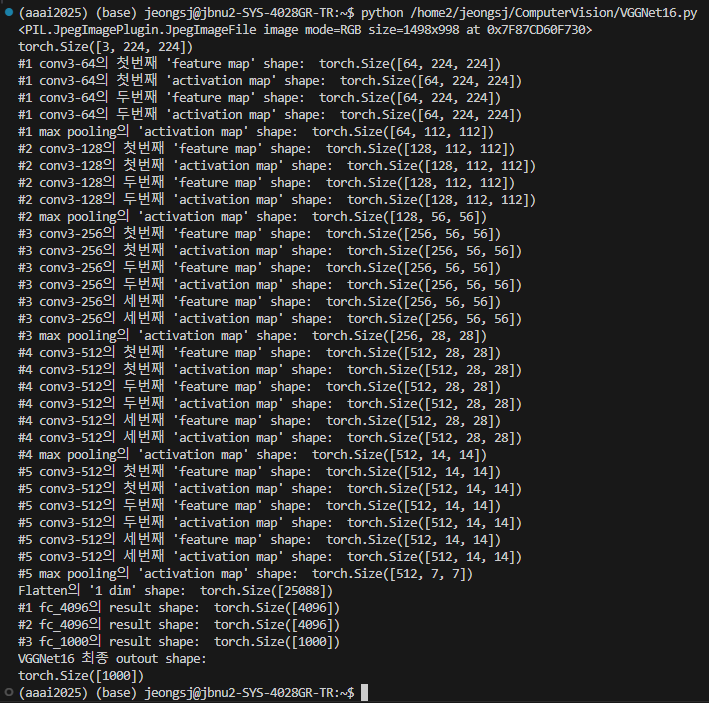 (aaai2025) (base) jeongsj@jbnu2-SYS-4028GR-TR:~$ python /home2/jeongsj/ComputerVision/VGGNet16.py
<PIL.JpegImagePlugin.JpegImageFile image mode=RGB size=1498x998 at 0x7F87CD60F730>
torch.Size([3, 224, 224])
#1 conv3-64의 첫번째 'feature map' shape:  torch.Size([64, 224, 224])
#1 conv3-64의 첫번째 'activation map' shape:  torch.Size([64, 224, 224])
#1 conv3-64의 두번째 'feature map' shape:  torch.Size([64, 224, 224])
#1 conv3-64의 두번째 'activation map' shape:  torch.Size([64, 224, 224])
#1 max pooling의 'activation map' shape:  torch.Size([64, 112, 112])
#2 conv3-128의 첫번째 'feature map' shape:  torch.Size([128, 112, 112])
#2 conv3-128의 첫번째 'activation map' shape:  torch.Size([128, 112, 112])
#2 conv3-128의 두번째 'feature map' shape:  torch.Size([128, 112, 112])
#2 conv3-128의 두번째 'activation map' shape:  torch.Size([128, 112, 112])
#2 max pooling의 'activation map' shape:  torch.Size([128, 56, 56])
#3 conv3-256의 첫번째 'feature map' shape:  torch.Size([256, 56, 56])
#3 conv3-256의 첫번째 'activation map' shape:  torch.Size([256, 56, 56])
#3 conv3-256의 두번째 'feature map' shape:  torch.Size([256, 56, 56])
#3 conv3-256의 두번째 'activation map' shape:  torch.Size([256, 56, 56])
#3 conv3-256의 세번째 'feature map' shape:  torch.Size([256, 56, 56])
#3 conv3-256의 세번째 'activation map' shape:  torch.Size([256, 56, 56])
#3 max pooling의 'activation map' shape:  torch.Size([256, 28, 28])
#4 conv3-512의 첫번째 'feature map' shape:  torch.Size([512, 28, 28])
#4 conv3-512의 첫번째 'activation map' shape:  torch.Size([512, 28, 28])
#4 conv3-512의 두번째 'feature map' shape:  torch.Size([512, 28, 28])
#4 conv3-512의 두번째 'activation map' shape:  torch.Size([512, 28, 28])
#4 conv3-512의 세번째 'feature map' shape:  torch.Size([512, 28, 28])
#4 conv3-512의 세번째 'activation map' shape:  torch.Size([512, 28, 28])
#4 max pooling의 'activation map' shape:  torch.Size([512, 14, 14])
#5 conv3-512의 첫번째 'feature map' shape:  torch.Size([512, 14, 14])
#5 conv3-512의 첫번째 'activation map' shape:  torch.Size([512, 14, 14])
#5 conv3-512의 두번째 'feature map' shape:  torch.Size([512, 14, 14])
#5 conv3-512의 두번째 'activation map' shape:  torch.Size([512, 14, 14])
#5 conv3-512의 세번째 'feature map' shape:  torch.Size([512, 14, 14])
#5 conv3-512의 세번째 'activation map' shape:  torch.Size([512, 14, 14])
#5 max pooling의 'activation map' shape:  torch.Size([512, 7, 7])
Flatten의 '1 dim' shape:  torch.Size([25088])
#1 fc_4096의 result shape:  torch.Size([4096])
#2 fc_4096의 result shape:  torch.Size([4096])
#3 fc_1000의 result shape:  torch.Size([1000])
VGGNet16 최종 outout shape:
torch.Size([1000])
(aaai2025) (base) jeongsj@jbnu2-SYS-4028GR-TR:~$